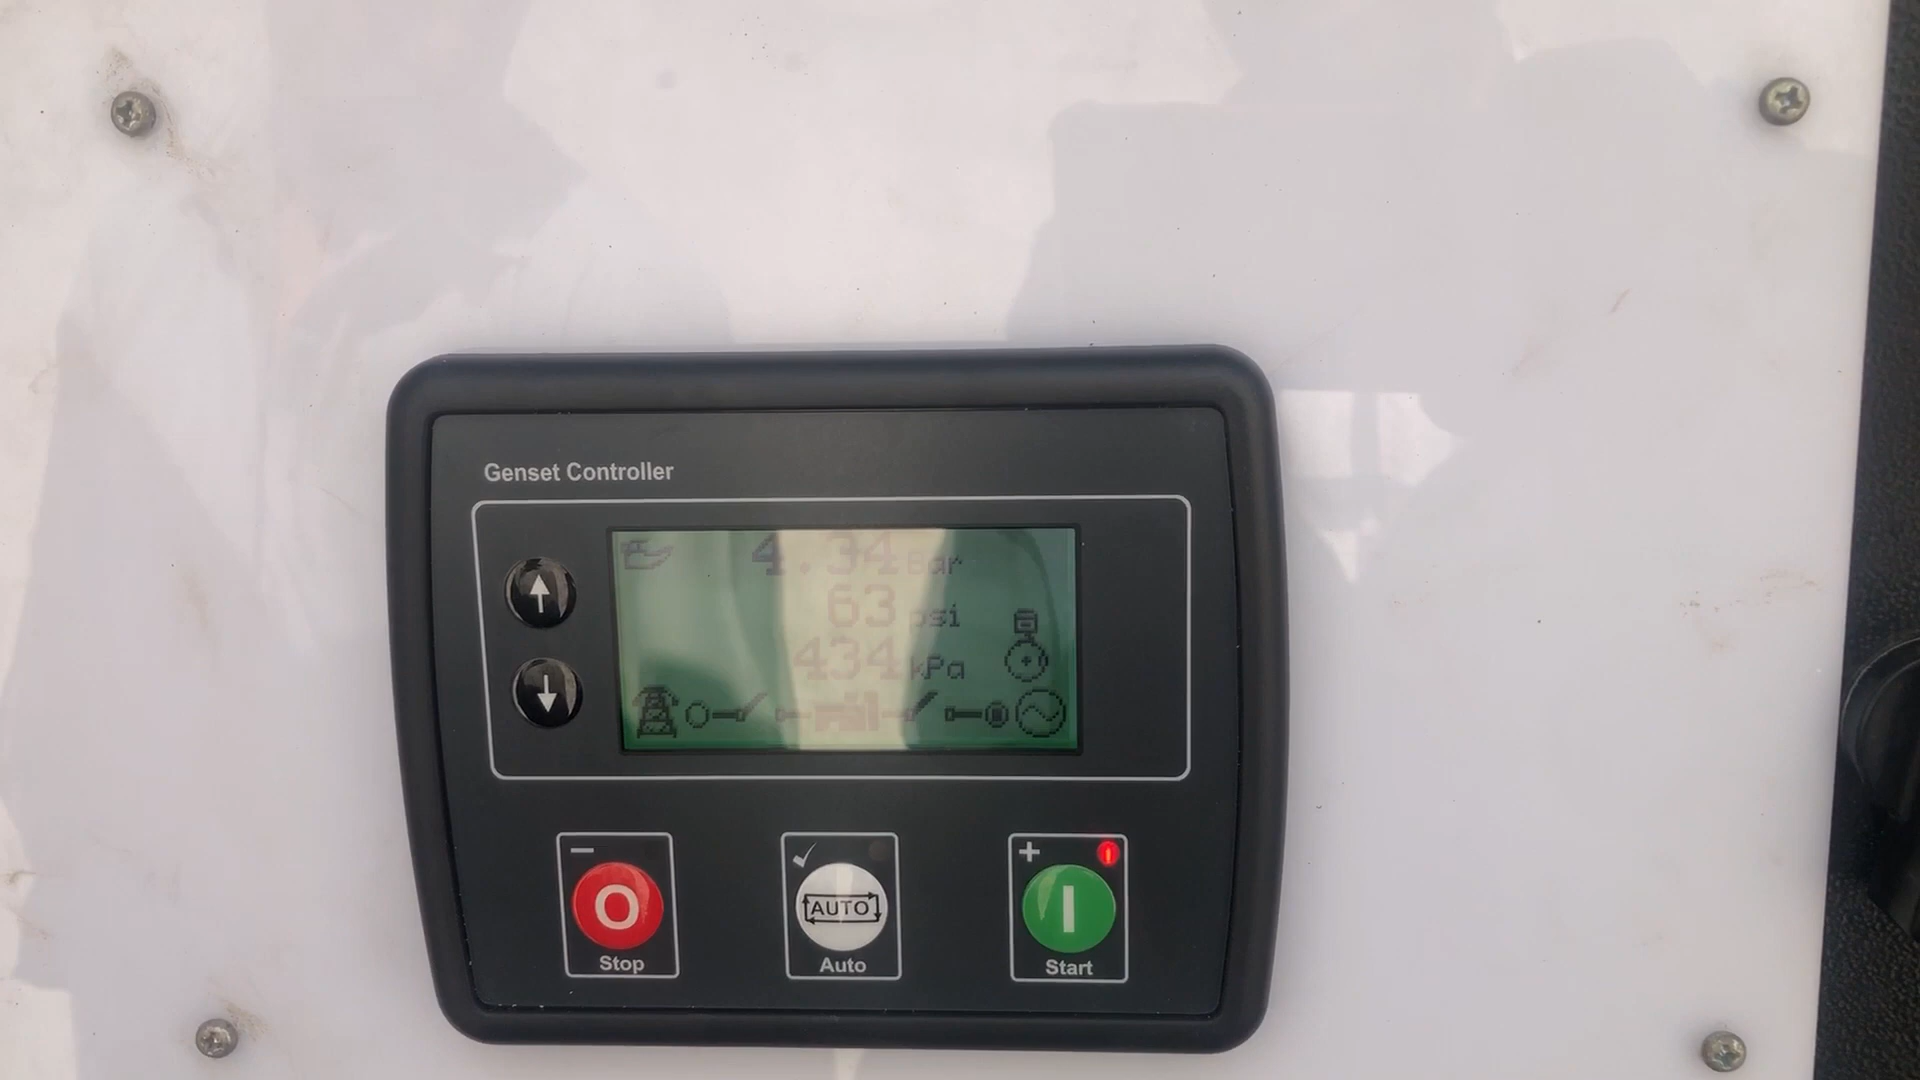 Genset Controller
4.34 Bar
63 psi
434 kPa
AUTO
Stop
Auto
Start